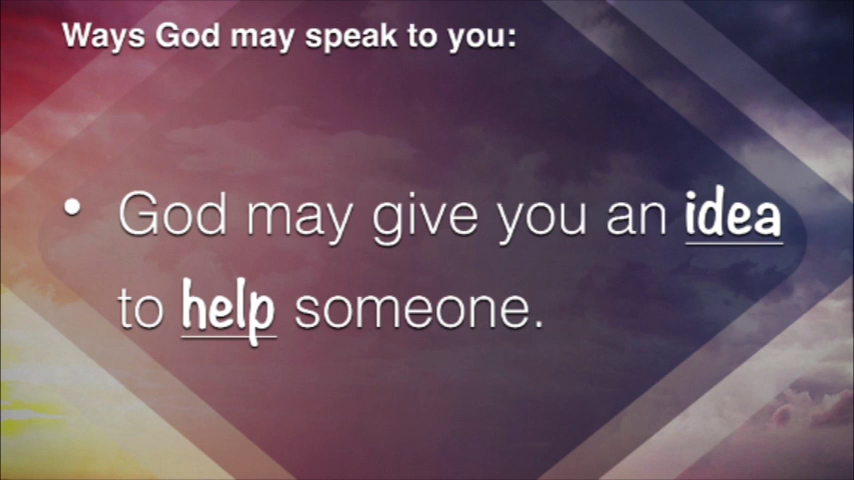 Ways God may speak to you:
• God may give you an idea
to help someone.